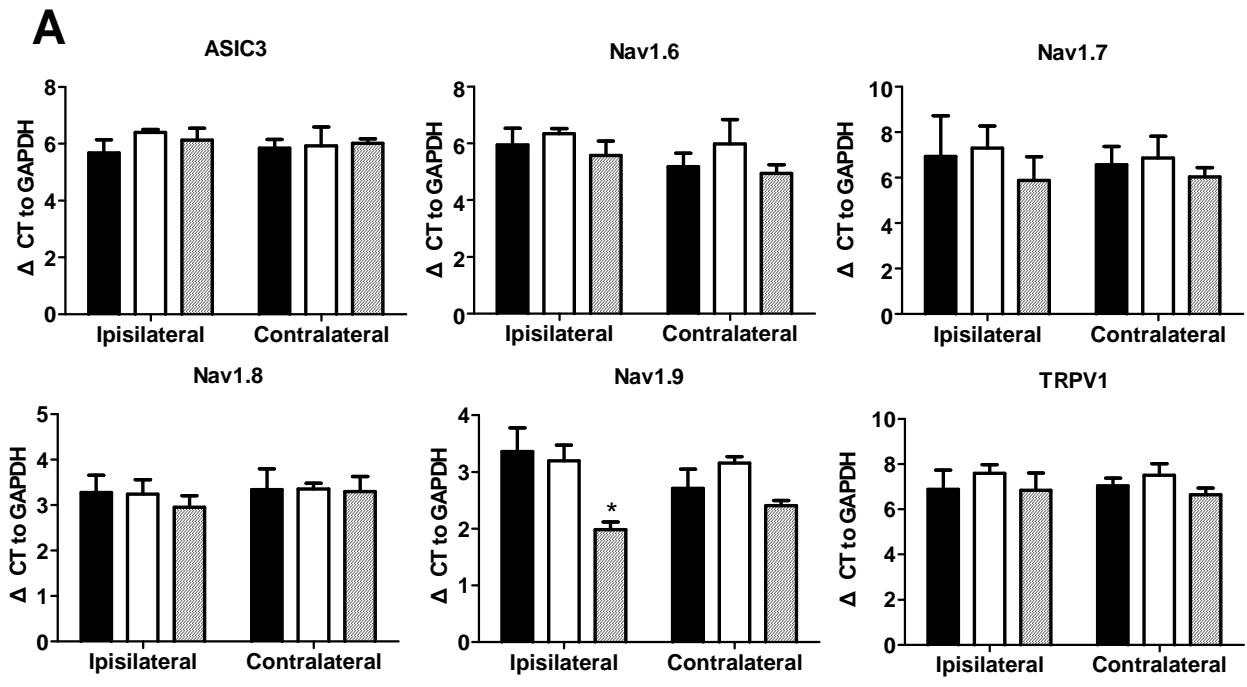 A
ASIC3
Δ CT to GAPDH
8
6
4
2
0
Ipisilateral Contralateral
Nav1.6
Δ CT to GAPDH
8
6
4
2
0
Ipisilateral Contralateral
Nav1.7
Δ CT to GAPDH
10
8
6
4
2
0
Ipisilateral Contralateral
Nav1.8
Δ CT to GAPDH
5
4
3
2
1
0
Ipisilateral Contralateral
Nav1.9
Δ CT to GAPDH
4
3
2
1
0
*
Ipisilateral Contralateral
TRPV1
Δ CT to GAPDH
10
8
6
4
2
0
Ipisilateral Contralateral